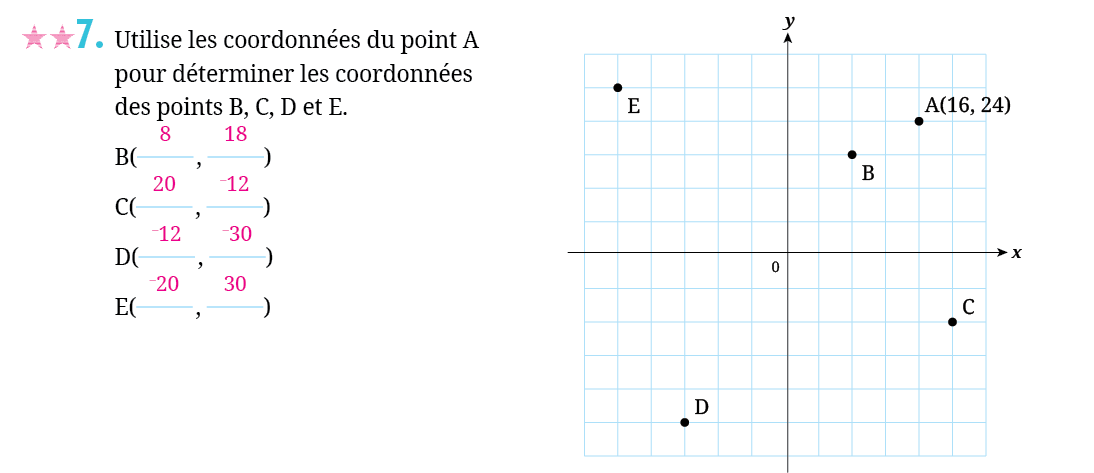 7. Utilise les coordonnées du point A
pour déterminer les coordonnées
des points B, C, D et E.
B( 8 , 18 )
C( 20 , ⁻12 )
D( ⁻12 , ⁻30 )
E( ⁻20 , 30 )
y
E
A(16, 24)
B
0
x
C
D